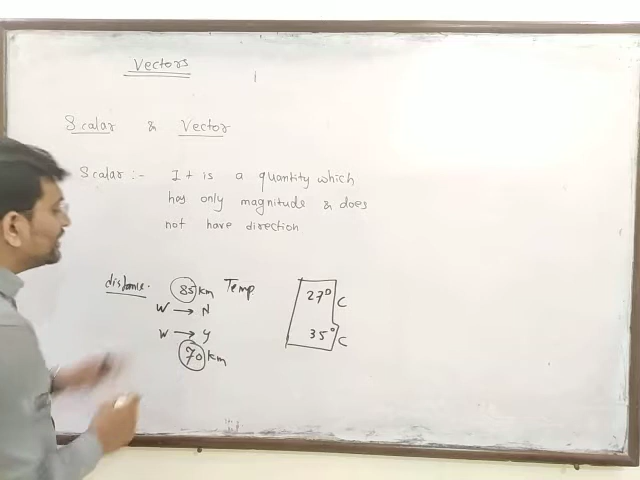 Vectors
Scalar & Vector
Scalar :- It is a quantity which
has only magnitude & does
not have direction
distance. 85 km Temp
W → N
W → Y
70 km
27° C
35° C